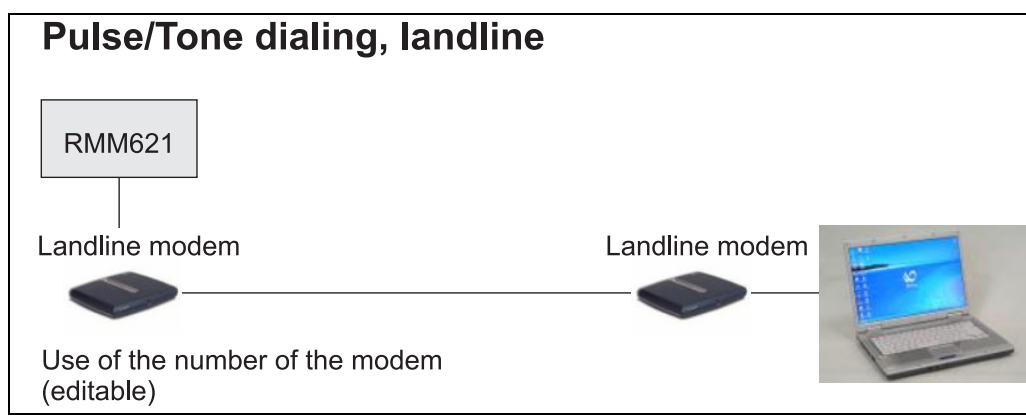 Pulse/Tone dialing, landline
RMM621
Landline modem
Landline modem
Use of the number of the modem
(editable)